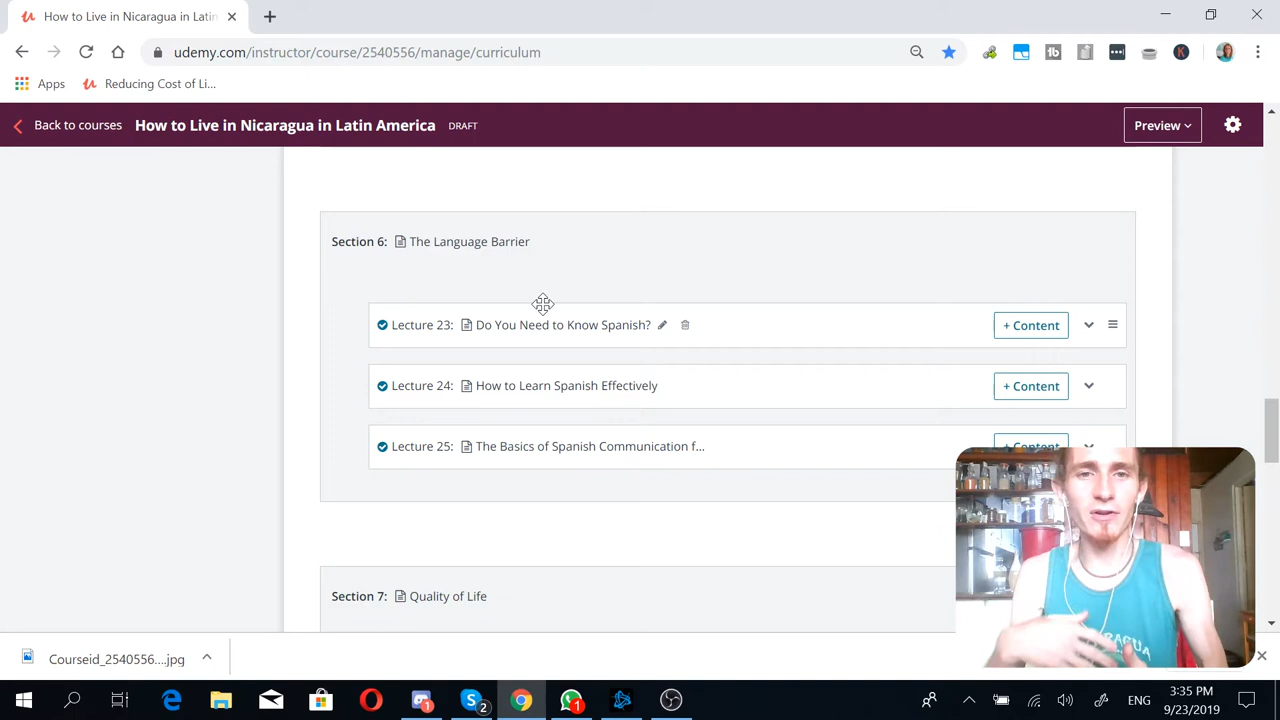 How to Live in Nicaragua in Latin
udemy.com/instructor/course/2540556/manage/curriculum
Apps
Reducing Cost of Li...
Back to courses
How to Live in Nicaragua in Latin America
DRAFT
Preview
Section 6:
The Language Barrier
Lecture 23:
Do You Need to Know Spanish?
+ Content
Lecture 24:
How to Learn Spanish Effectively
+ Content
Lecture 25:
The Basics of Spanish Communication f...
+ Content
NICARAGUA
Section 7:
Quality of Life
Courseid_2540556....jpg
ENG
3:35 PM
9/23/2019